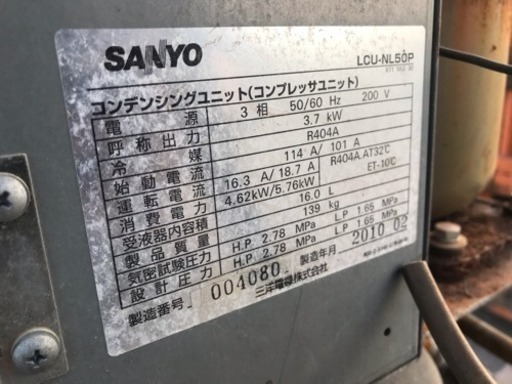 SANYO LCU-NL50P
コンデンシングユニット(コンプレッサユニット)
電源 3相 50/60 Hz 200 V
呼称出力 3.7 kW
冷媒 R404A
始動電流 114 A/ 101 A
運転電流 16.3 A/ 18.7 A R404A.AT32℃
消費電力 4.62kW/5.76kW ET-10℃
受液器内容積 16.0 L
製品質量 139 kg
気密試験圧力 H.P. 2.78 MPa L.P. 1.65 MPa
設計圧力 H.P. 2.78 MPa L.P. 1.65 MPa
製造番号 004080 製造年月 2010 02
三洋電機株式会社